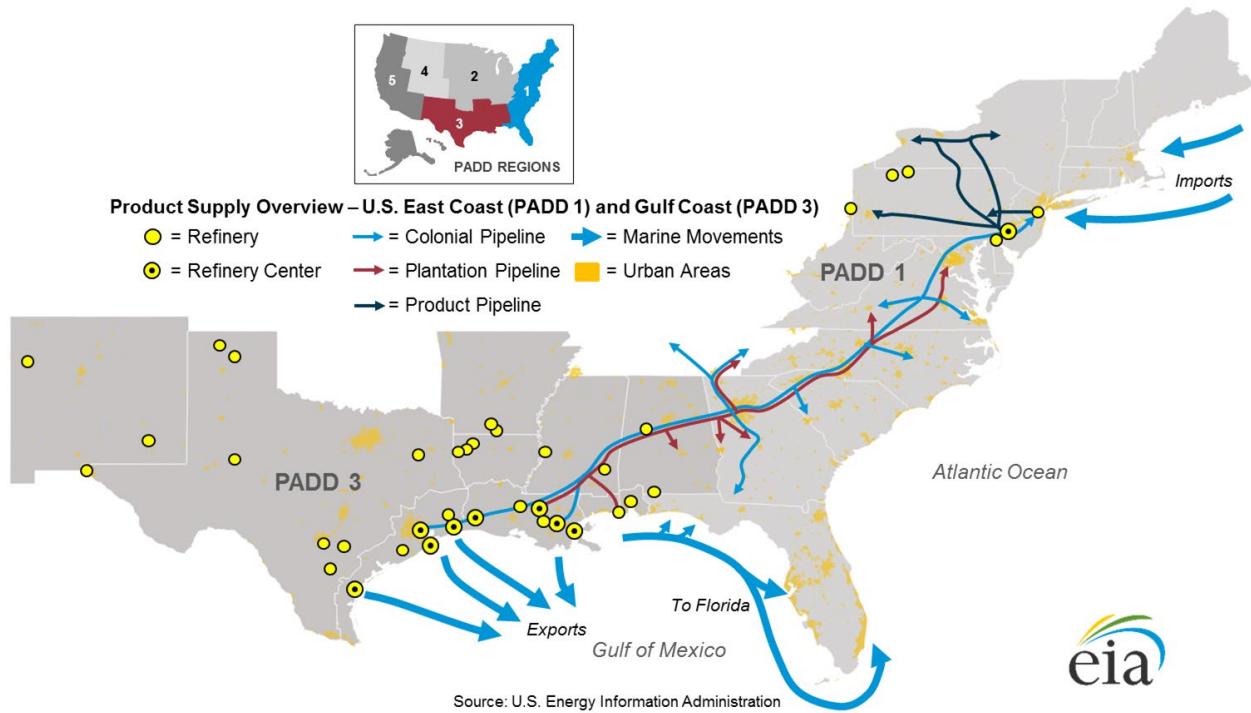 5
4
2
1
3
PADD REGIONS
Product Supply Overview – U.S. East Coast (PADD 1) and Gulf Coast (PADD 3)
= Refinery
= Colonial Pipeline
= Marine Movements
= Refinery Center
= Plantation Pipeline
= Urban Areas
= Product Pipeline
Imports
PADD 1
PADD 3
Atlantic Ocean
To Florida
Exports
Gulf of Mexico
eia
Source: U.S. Energy Information Administration